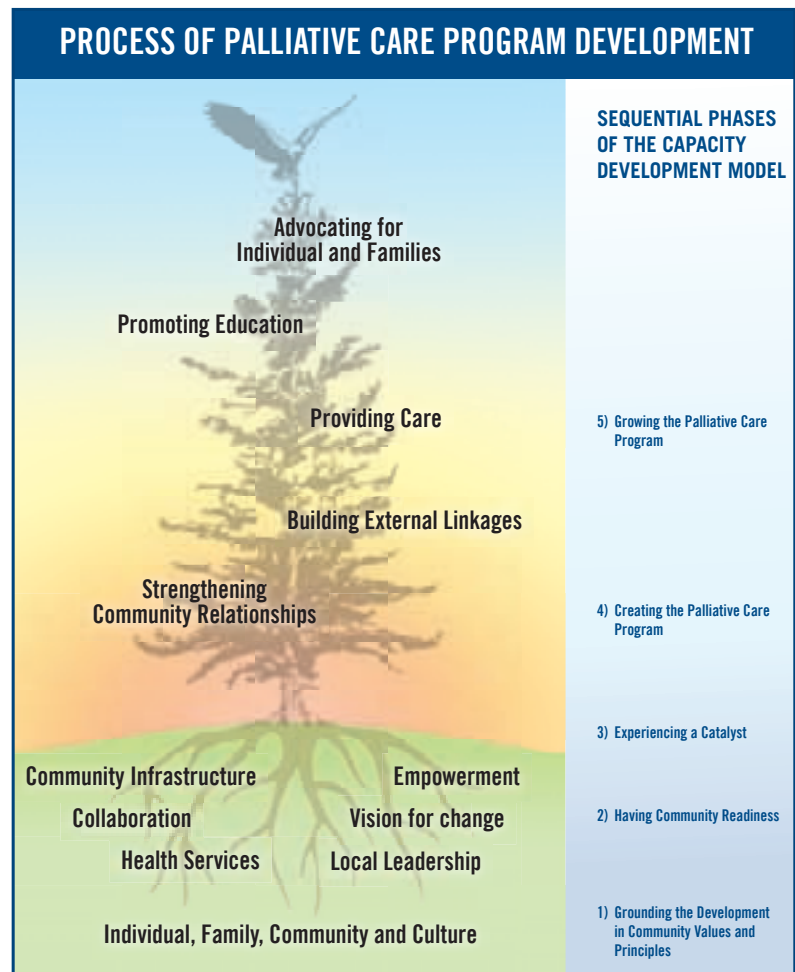 PROCESS OF PALLIATIVE CARE PROGRAM DEVELOPMENT
Advocating for
Individual and Families
Promoting Education
Providing Care
Building External Linkages
Strengthening
Community Relationships
Community Infrastructure
Empowerment
Collaboration
Vision for change
Health Services
Local Leadership
Individual, Family, Community and Culture
SEQUENTIAL PHASES
OF THE CAPACITY
DEVELOPMENT MODEL
5) Growing the Palliative Care
Program
4) Creating the Palliative Care
Program
3) Experiencing a Catalyst
2) Having Community Readiness
1) Grounding the Development
in Community Values and
Principles